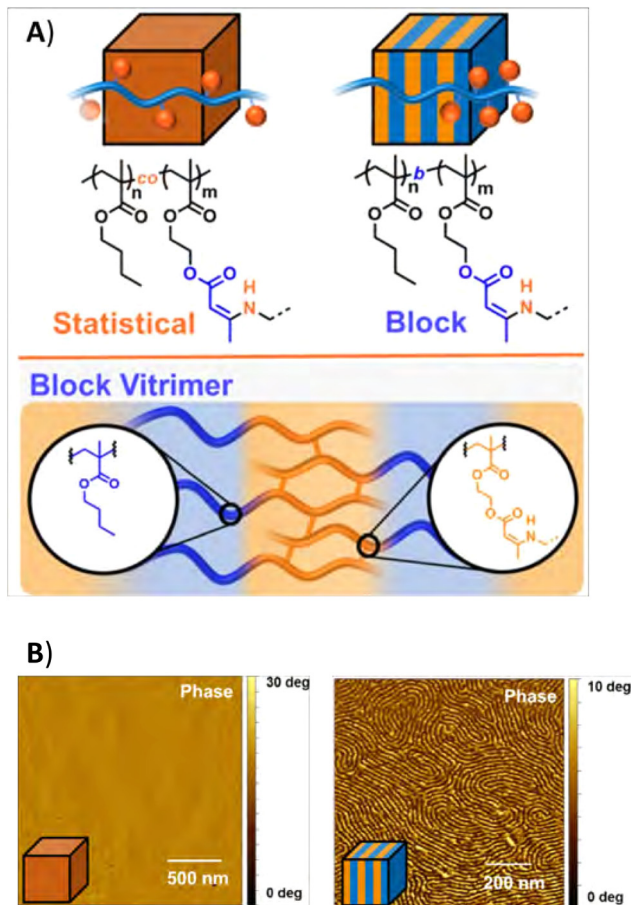 A)
co
n
m
O
O
O
O
O
H
N
Statistical
b
n
m
O
O
O
O
O
H
N
Block
Block Vitrimer
O
O
O
O
O
O
H
N
B)
Phase
30 deg
500 nm
0 deg
Phase
10 deg
200 nm
0 deg